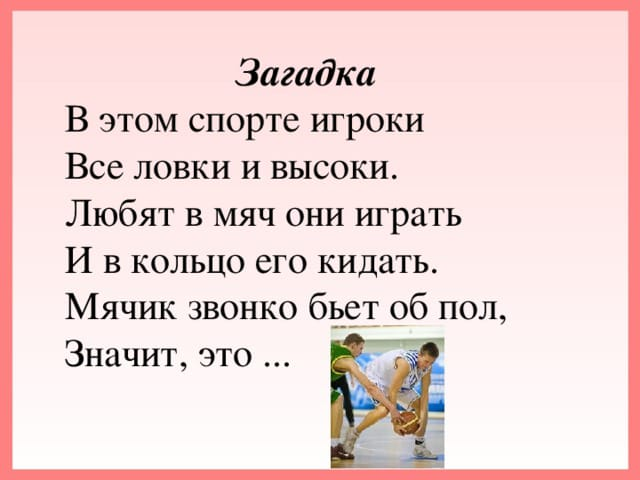 Загадка
В этом спорте игроки
Все ловки и высоки.
Любят в мяч они играть
И в кольцо его кидать.
Мячик звонко бьет об пол,
Значит, это ...